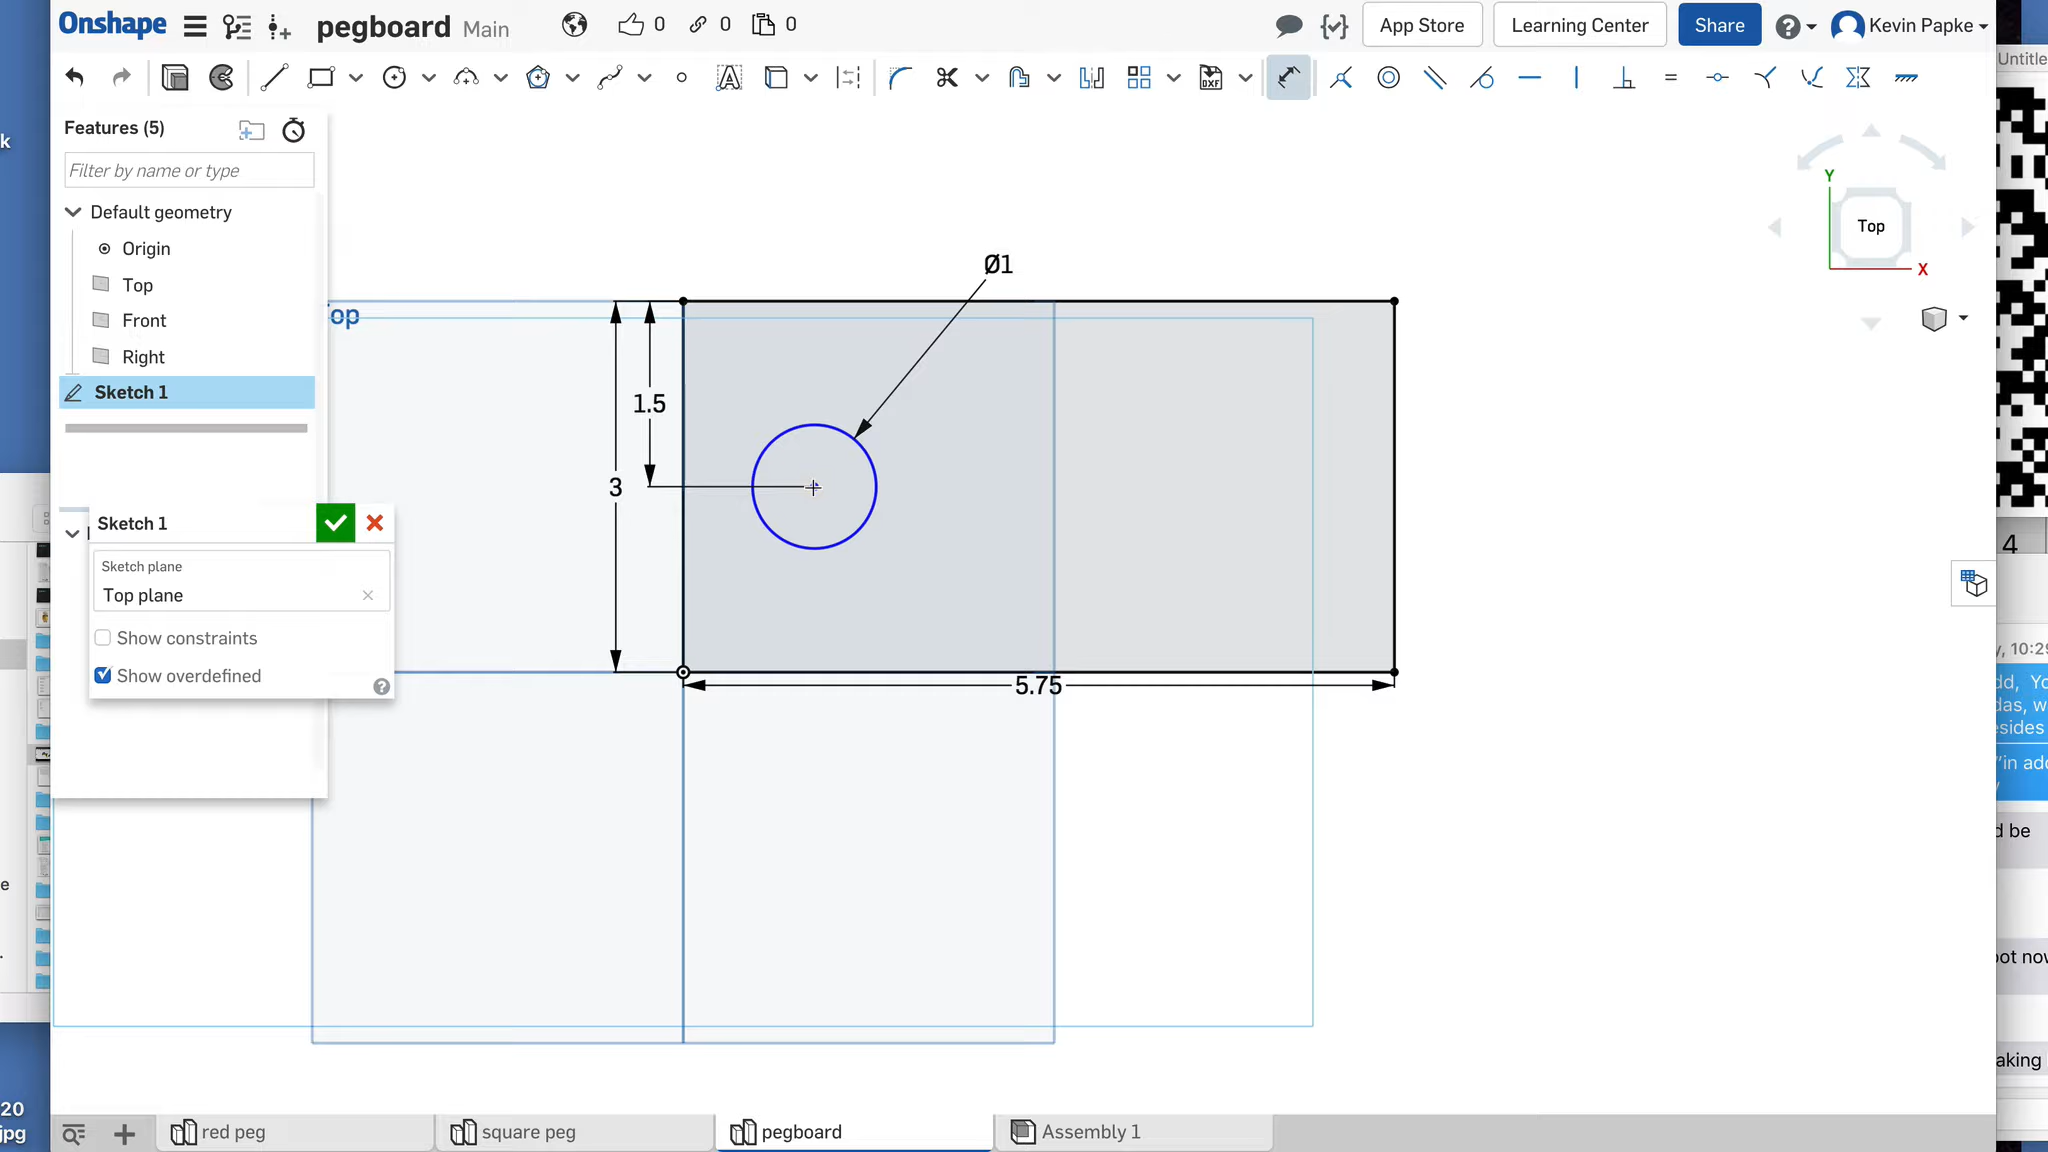 Onshape
pegboard Main
0
0
0
App Store
Learning Center
Share
Kevin Papke
Untitle
k
Features (5)
Filter by name or type
Default geometry
Origin
Top
Front
Right
Sketch 1
op
Ø1
1.5
3
5.75
Y
Top
X
Sketch 1
Sketch plane
Top plane
Show constraints
Show overdefined
4
y, 10:29
dd, Yo
das, w
esides
"in add
y
d be
e
oot now
aking
20
jpg
red peg
square peg
pegboard
Assembly 1